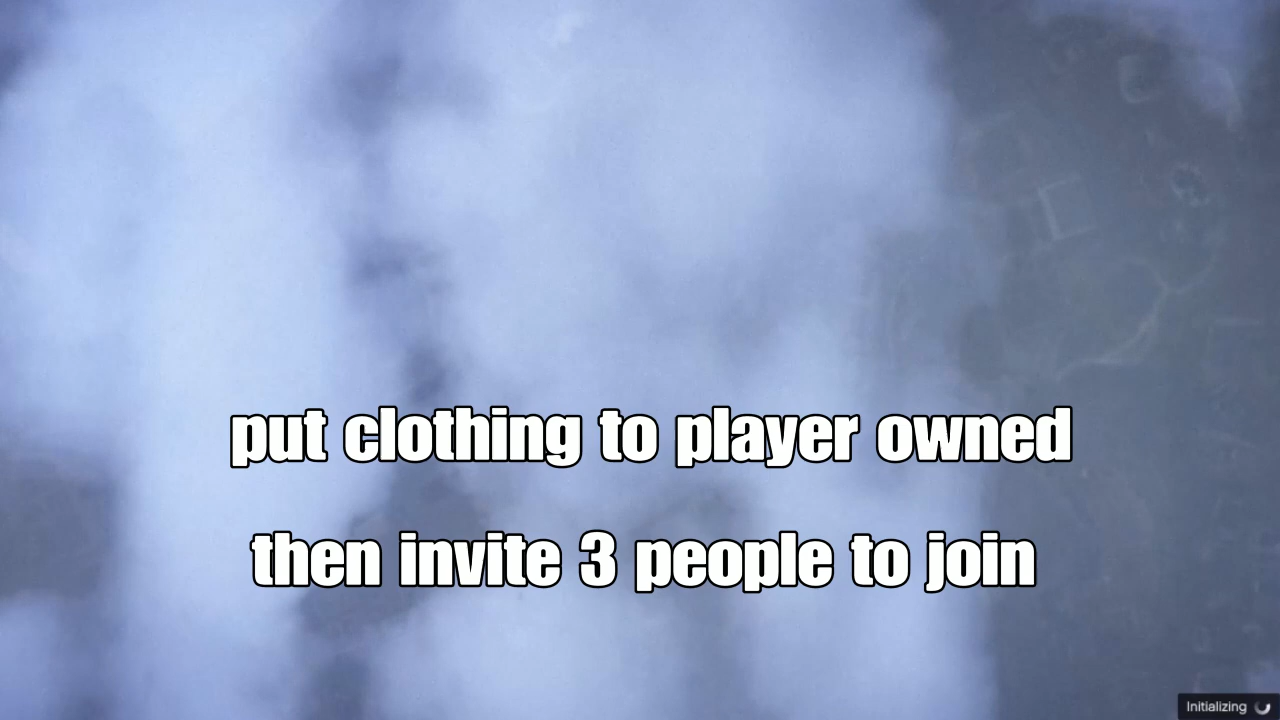 put clothing to player owned
then invite 3 people to join
Initializing